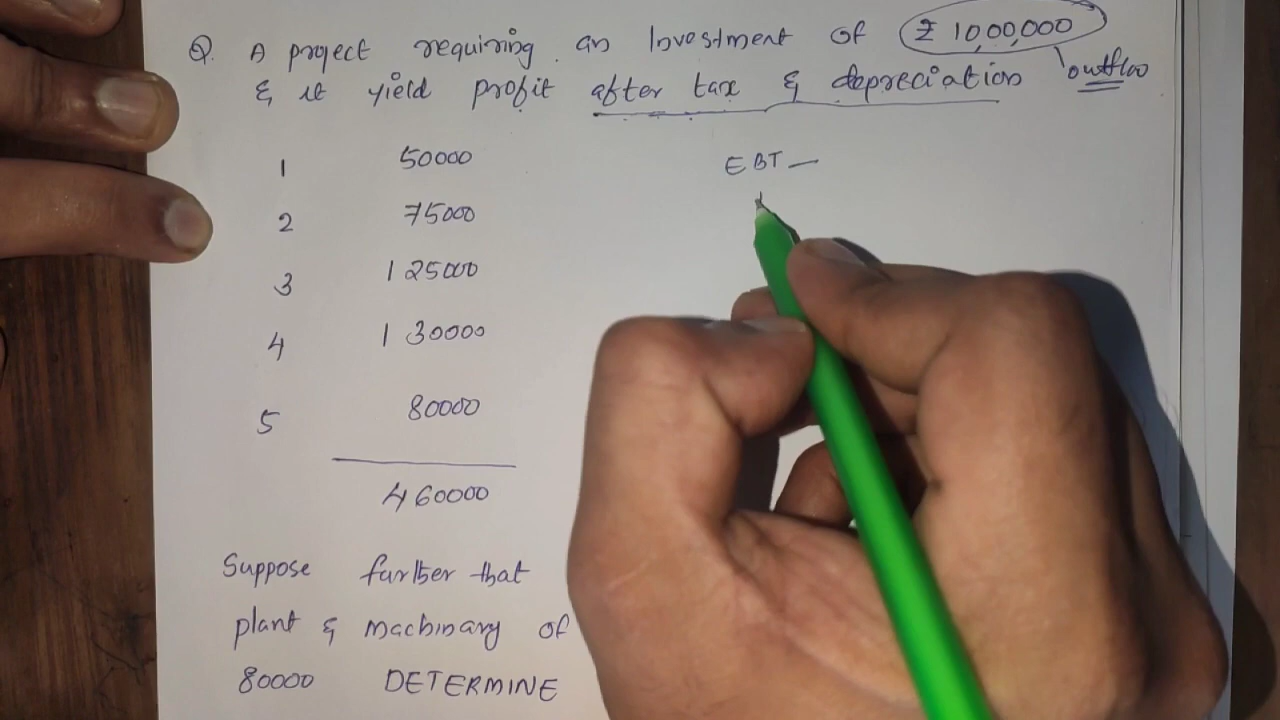 Q. A project requiring an Investment of ₹ 10,00,000
& it yield profit after tax & depreciation outflow
1 50000 EBT —
2 75000
3 125000
4 130000
5 80000
460000
Suppose further that
plant & machinary of
80000 DETERMINE